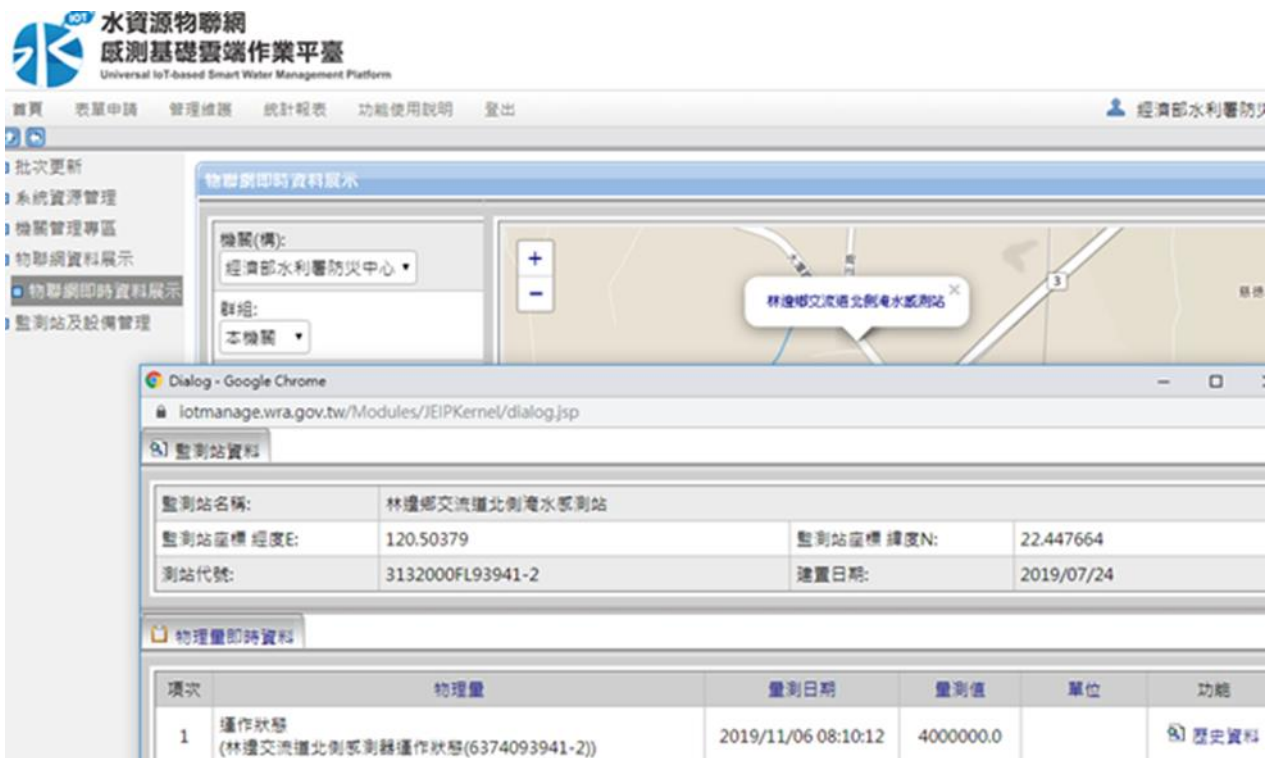 IOT
水資源物聯網
感測基礎雲端作業平臺
Universal IoT-based Smart Water Management Platform
首頁 表單申請 管理維護 統計報表 功能使用說明 登出 經濟部水利署防災
批次更新
系統資源管理
機關管理專區
物聯網資料展示
物聯網即時資料展示
監測站及設備管理
物聯網即時資料展示
機關(構):
經濟部水利署防災中心
群組:
本機關
+
−
林邊鄉交流道北側淹水感測站 ×
3
Dialog - Google Chrome
iotmanage.wra.gov.tw/Modules/JEIPKernel/dialog.jsp
監測站資料
監測站名稱: 林邊鄉交流道北側淹水感測站
監測站座標 經度E: 120.50379 監測站座標 緯度N: 22.447664
測站代號: 3132000FL93941-2 建置日期: 2019/07/24
物理量即時資料
項次 物理量 量測日期 量測值 單位 功能
1 運作狀態 2019/11/06 08:10:12 4000000.0 歷史資料
(林邊交流道北側感測器運作狀態(6374093941-2))